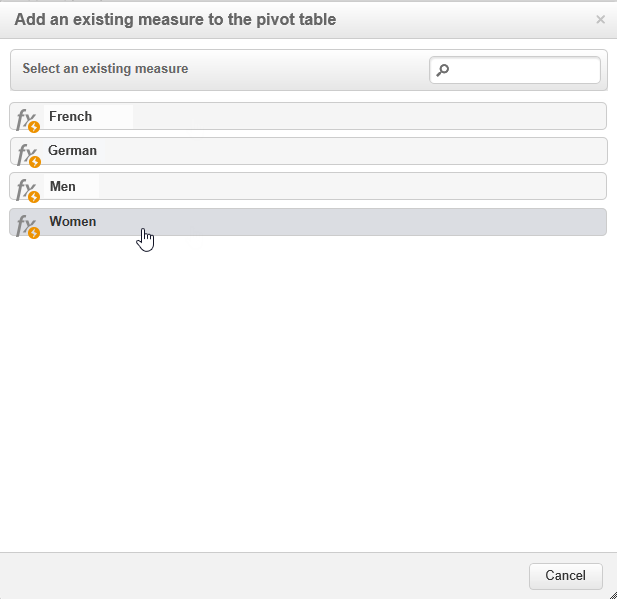 Add an existing measure to the pivot table ×
Select an existing measure
fx French
fx German
fx Men
fx Women
Cancel